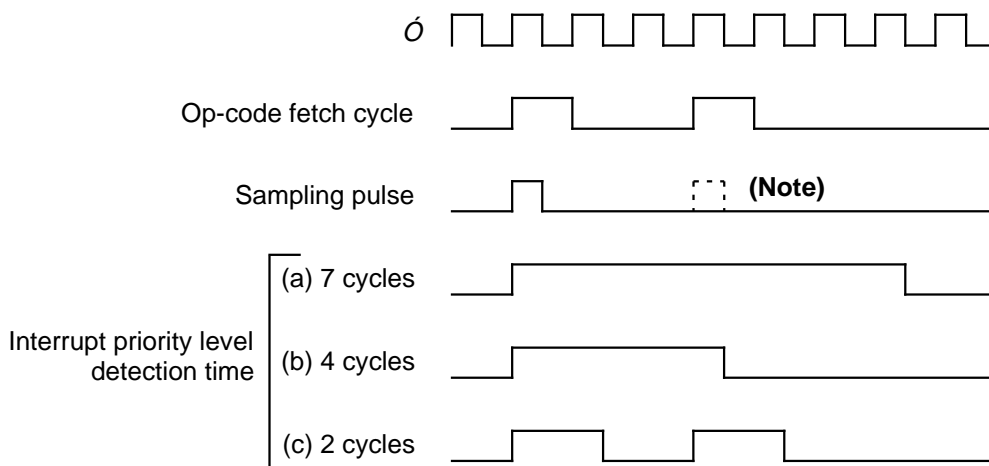 Ó
Op-code fetch cycle
Sampling pulse
(Note)
(a) 7 cycles
Interrupt priority level
detection time
(b) 4 cycles
(c) 2 cycles